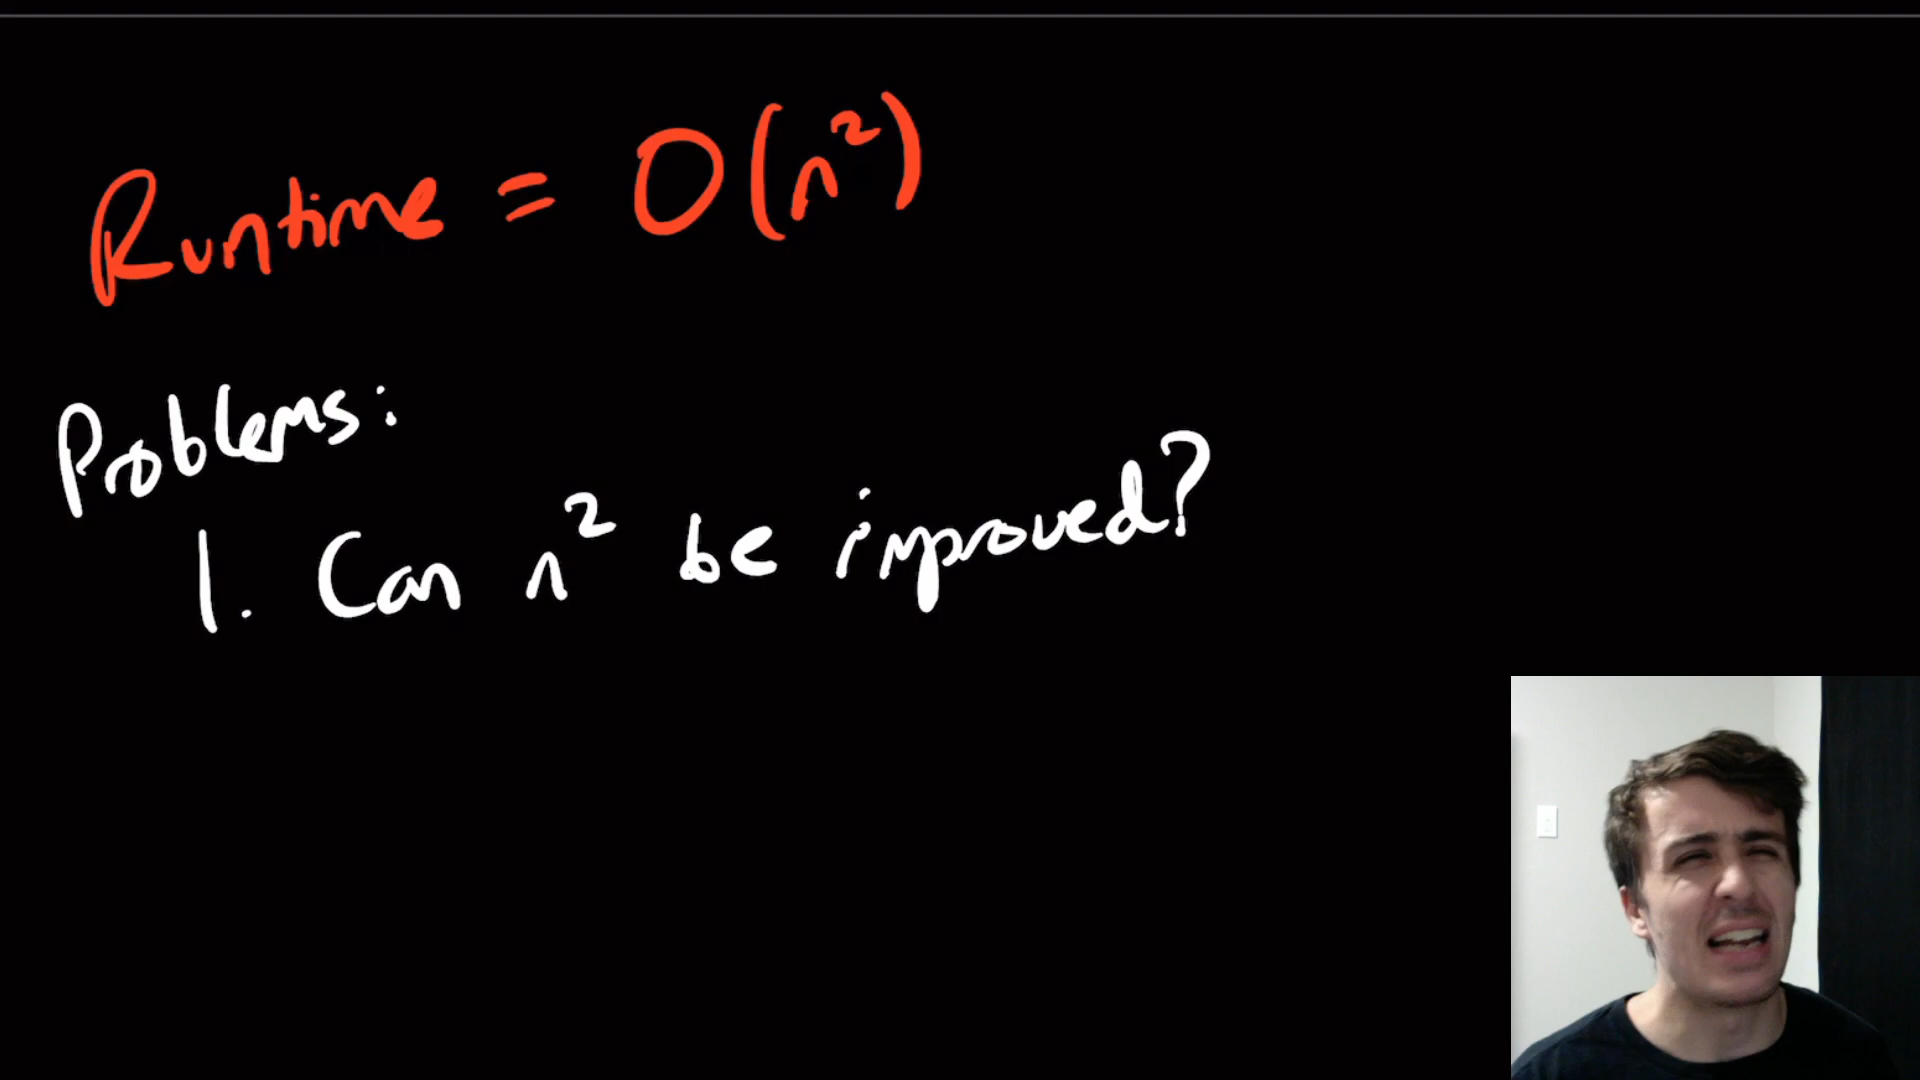 Runtime = O(n²)
Problems:
1. Can n² be improved?